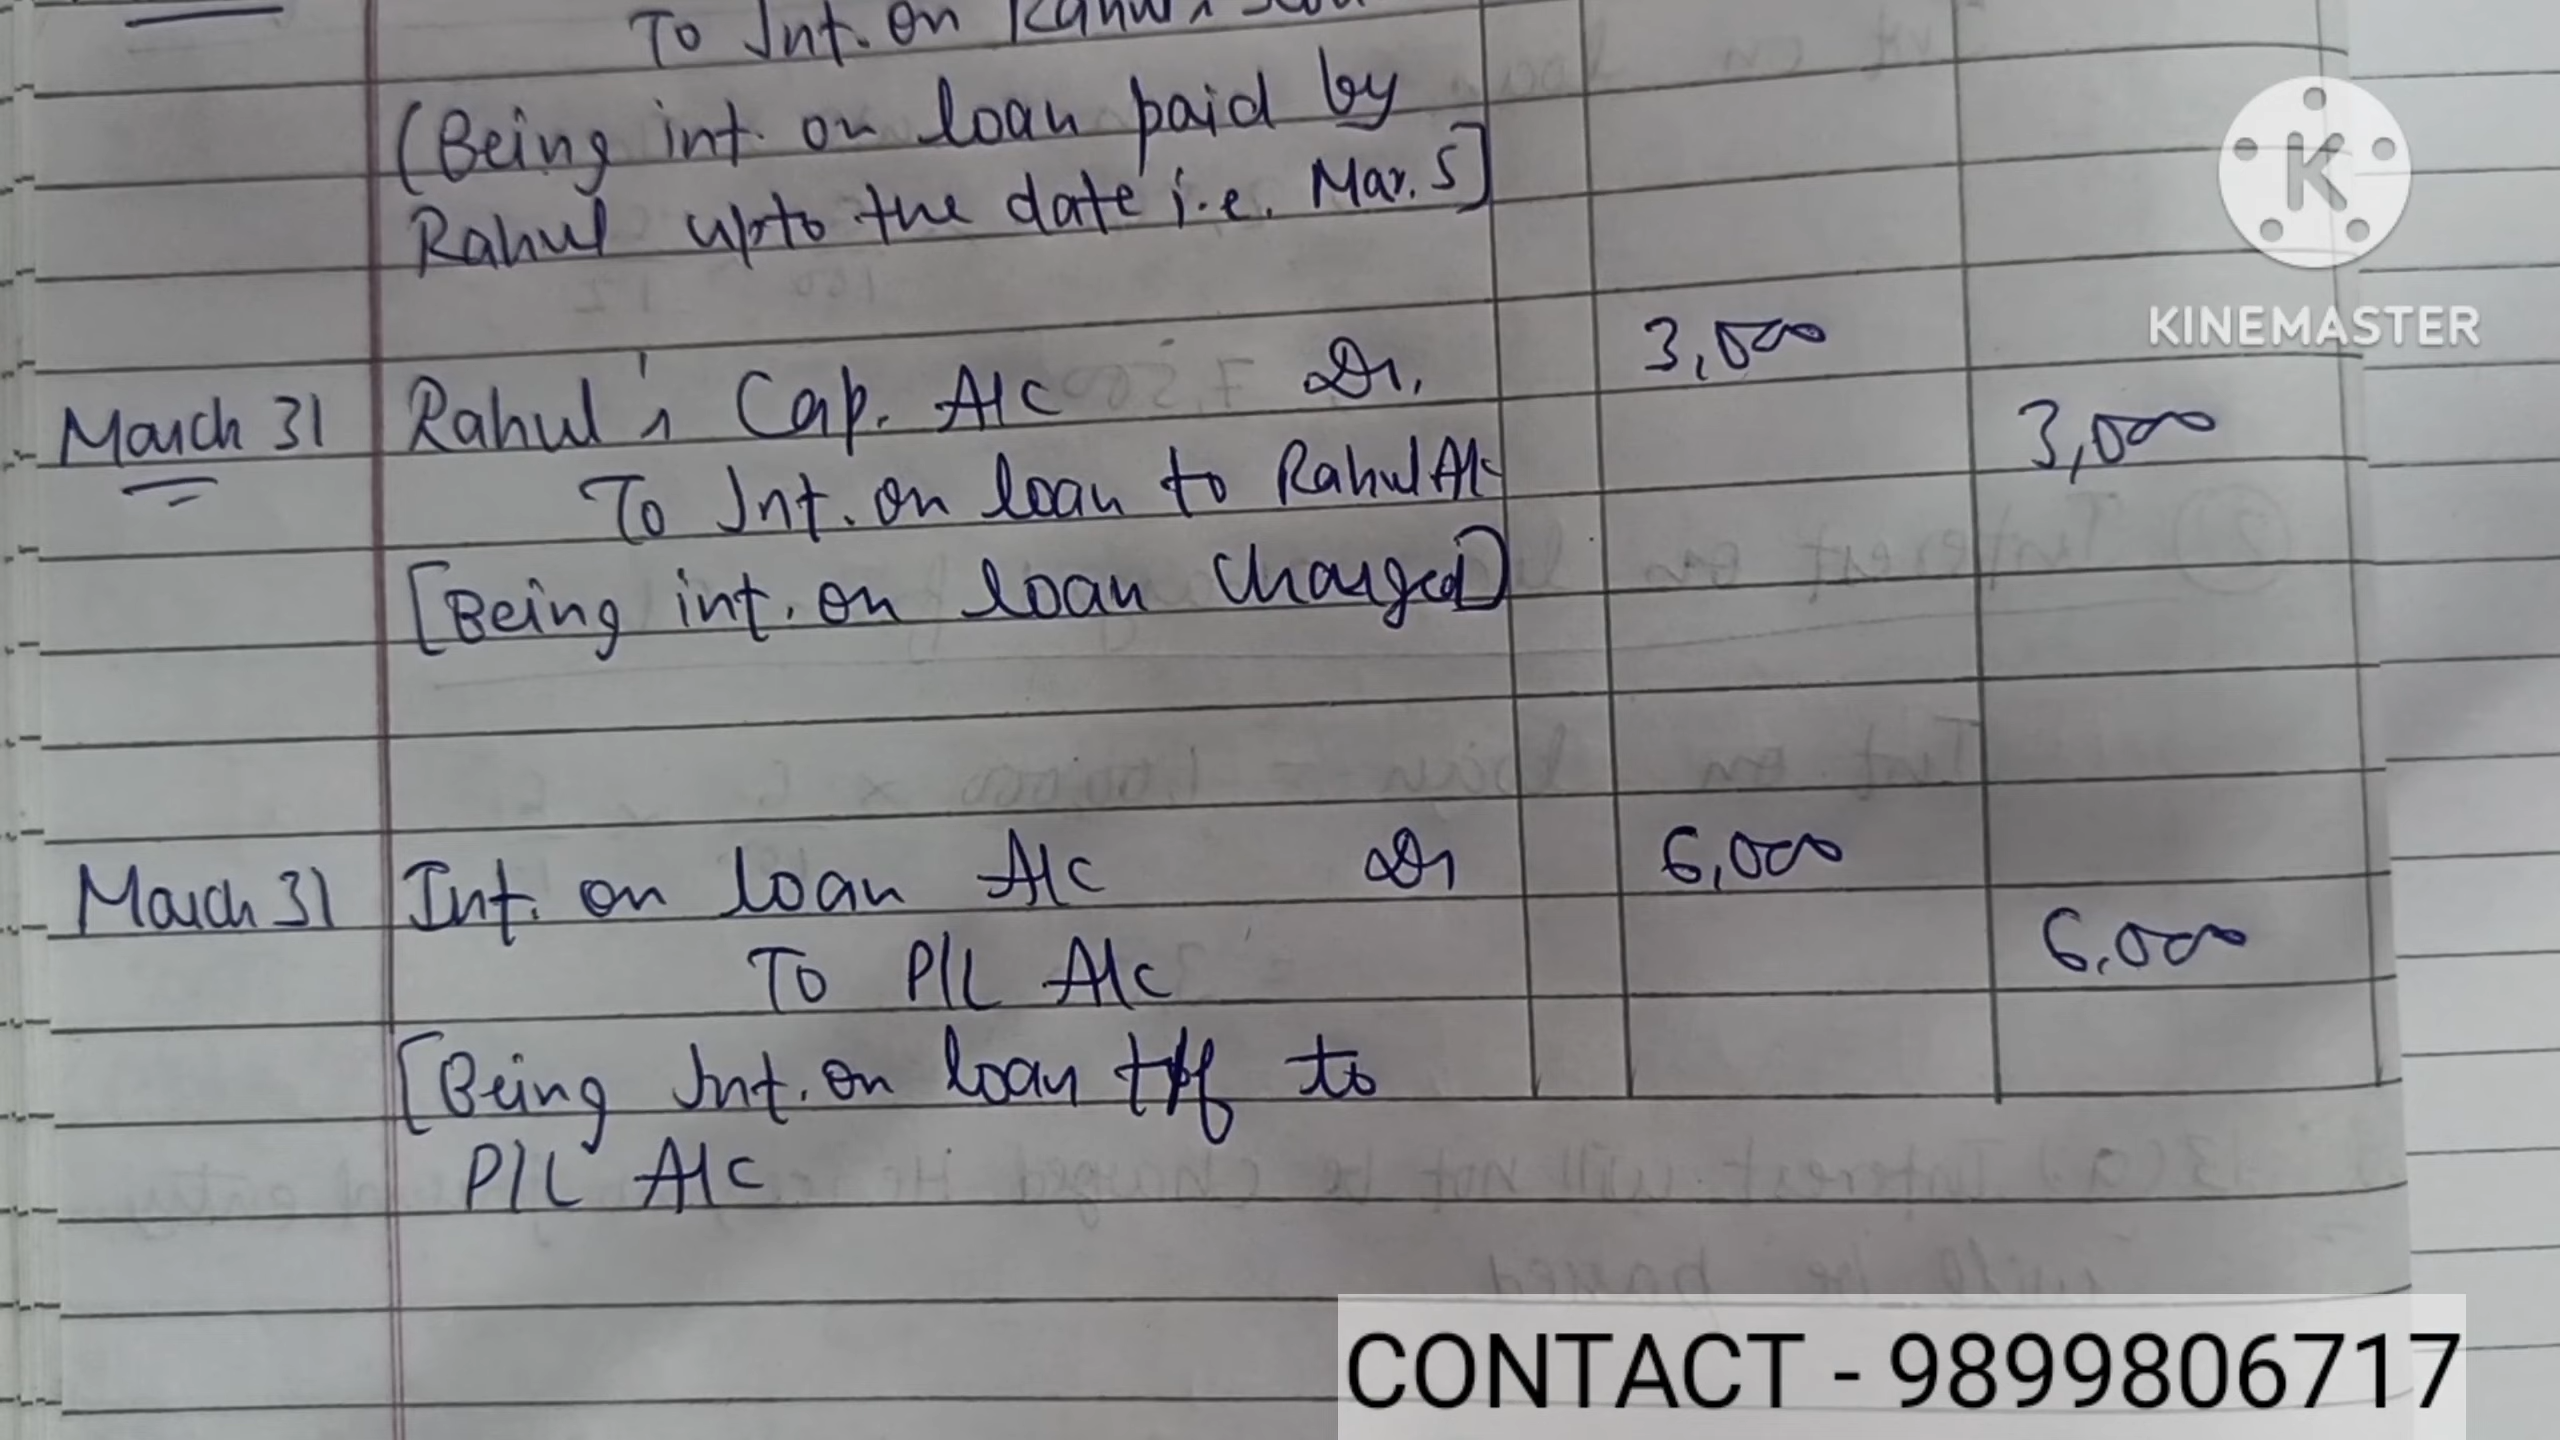 To Int. on Rahul's
(Being int. on loan paid by
Rahul upto the date i.e. Mar. 5]
KINEMASTER
March 31 Rahul's Cap. A/c Dr. 3,000
To Int. on loan to Rahul A/c 3,000
[Being int. on loan charged]
March 31 Int. on loan A/c Dr 6,000
To P/L A/c 6,000
[Being Int. on loan trf to
P/L A/c
CONTACT - 9899806717